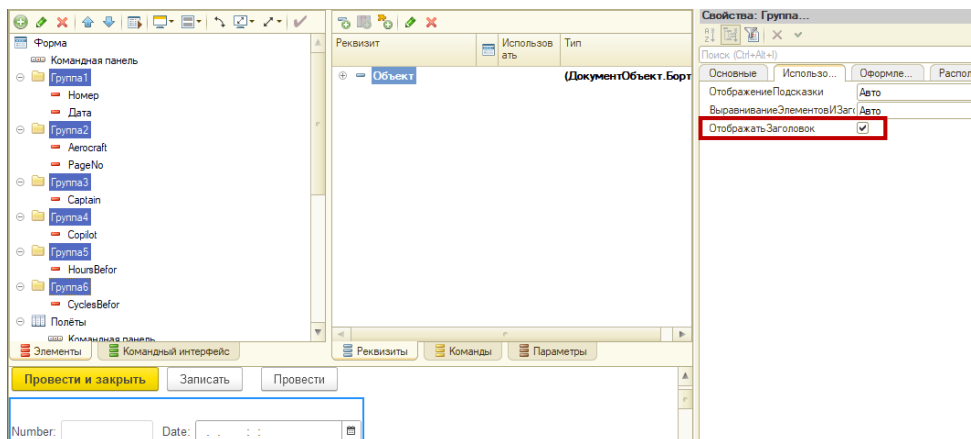 Свойства: Группа...
Форма
Командная панель
Группа1
Номер
Дата
Группа2
Aerocraft
PageNo
Группа3
Captain
Группа4
Copilot
Группа5
HoursBefor
Группа6
CyclesBefor
Полёты
Командная панель
Элементы
Командный интерфейс
Реквизит
Использов
ать
Тип
Объект
(ДокументОбъект.Борт
Реквизиты
Команды
Параметры
Поиск (Ctrl+Alt+I)
Основные
Использо...
Оформле...
Распол
ОтображениеПодсказки
Авто
ВыравниваниеЭлементовИЗаго
Авто
ОтображатьЗаголовок
Провести и закрыть
Записать
Провести
Number:
Date:
. . : :